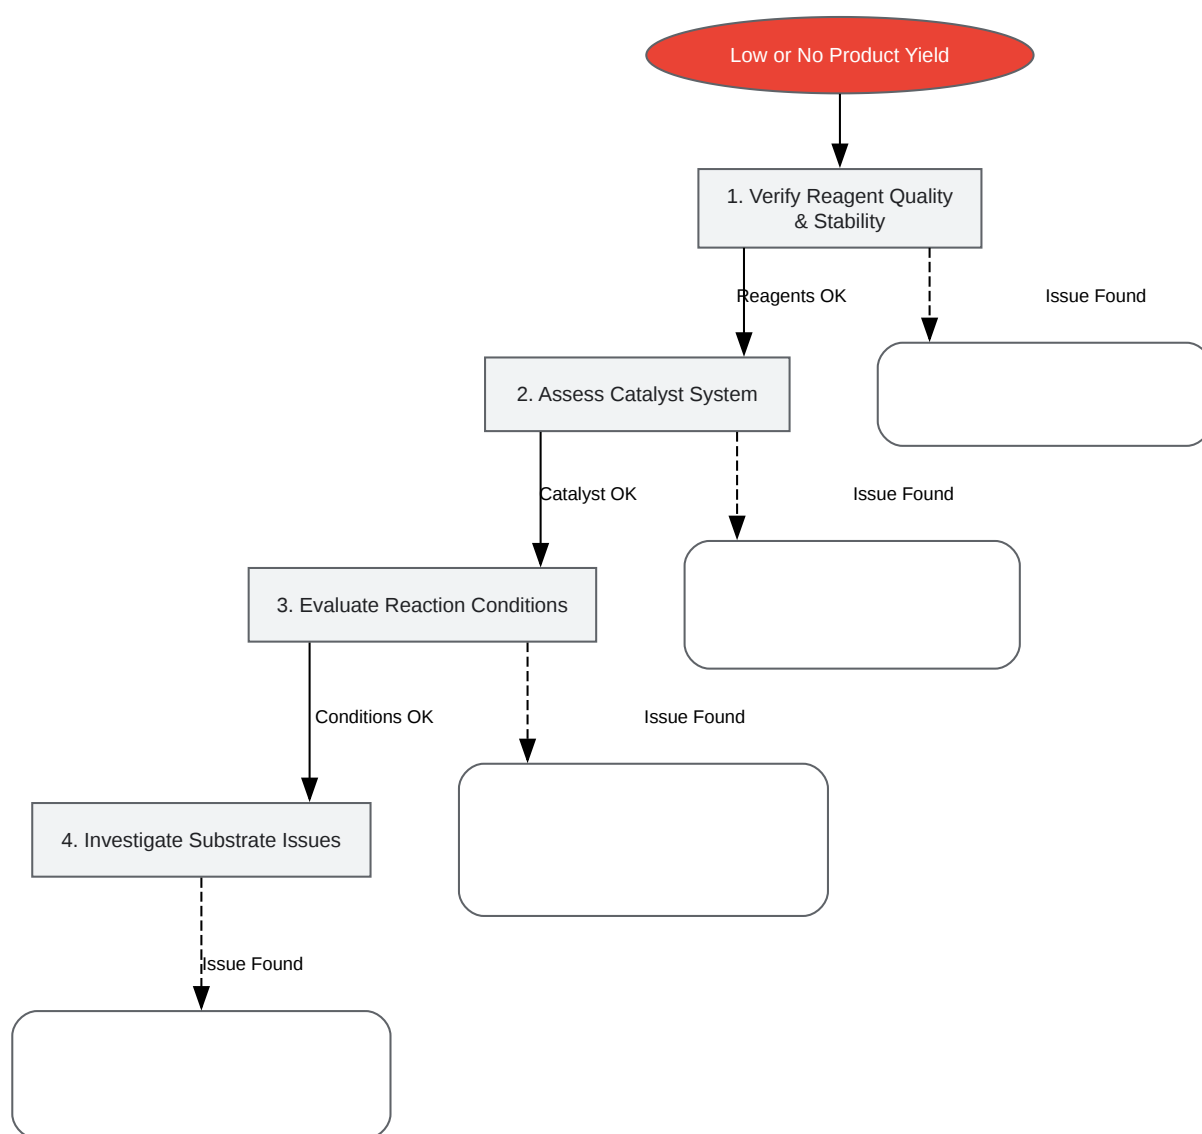 Low or No Product Yield
1. Verify Reagent Quality
& Stability
Reagents OK
Issue Found
2. Assess Catalyst System
Catalyst OK
Issue Found
3. Evaluate Reaction Conditions
Conditions OK
Issue Found
4. Investigate Substrate Issues
Issue Found